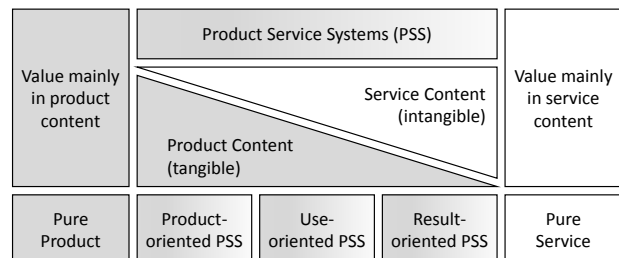 Product Service Systems (PSS)
Value mainly
in product
content
Service Content
(intangible)
Product Content
(tangible)
Value mainly
in service
content
Pure
Product
Product-
oriented PSS
Use-
oriented PSS
Result-
oriented PSS
Pure
Service